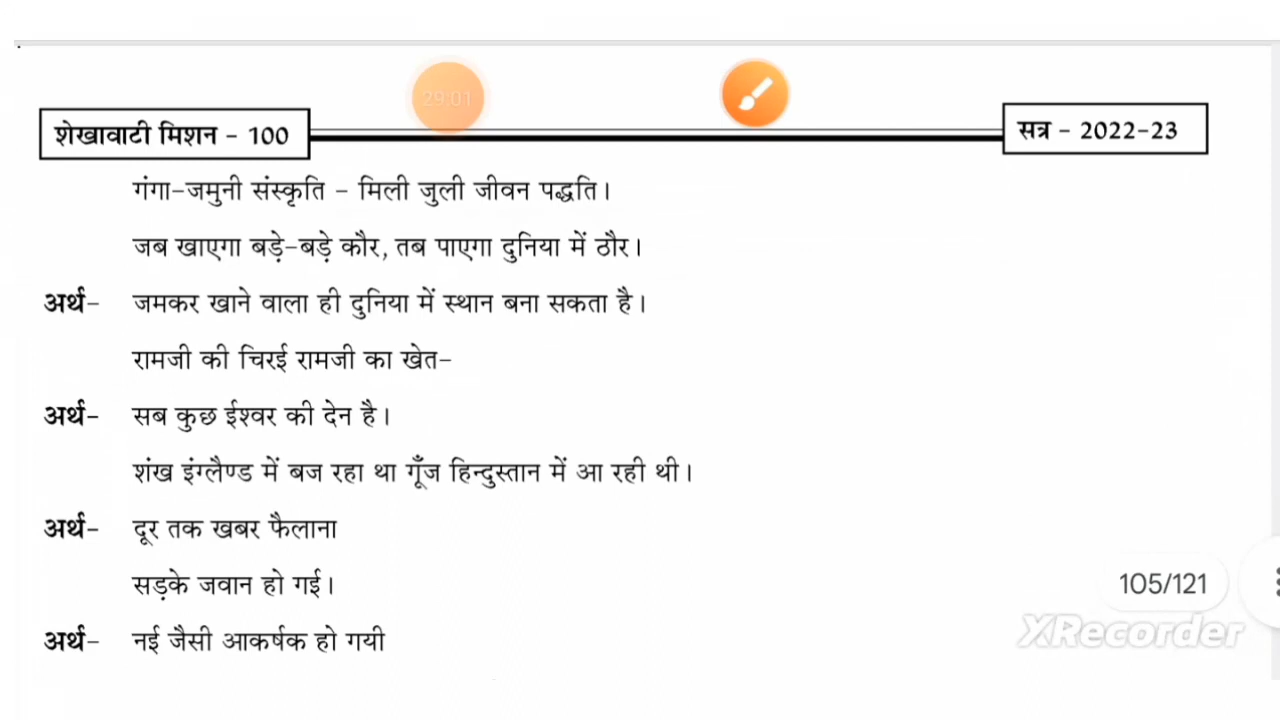 29:01
शेखावाटी मिशन - 100
सत्र - 2022-23
गंगा-जमुनी संस्कृति - मिली जुली जीवन पद्धति।
जब खाएगा बड़े-बड़े कौर, तब पाएगा दुनिया में ठौर।
अर्थ- जमकर खाने वाला ही दुनिया में स्थान बना सकता है।
रामजी की चिरई रामजी का खेत-
अर्थ- सब कुछ ईश्वर की देन है।
शंख इंग्लैण्ड में बज रहा था गूँज हिन्दुस्तान में आ रही थी।
अर्थ- दूर तक खबर फैलाना
सड़के जवान हो गई।
105/121
अर्थ- नई जैसी आकर्षक हो गयी
XRecorder